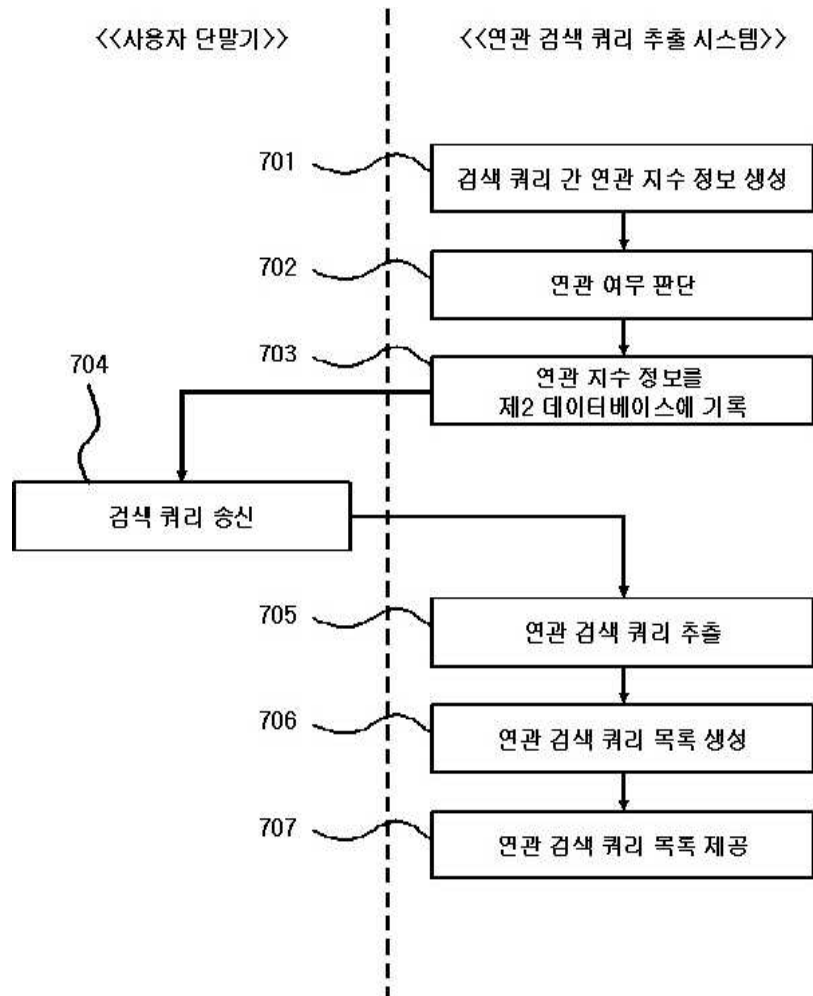 <<사용자 단말기>>
<<연관 검색 쿼리 추출 시스템>>
701
검색 쿼리 간 연관 지수 정보 생성
702
연관 여무 판단
703
연관 지수 정보를
제2 데이터베이스에 기록
704
검색 쿼리 송신
705
연관 검색 쿼리 추출
706
연관 검색 쿼리 목록 생성
707
연관 검색 쿼리 목록 제공